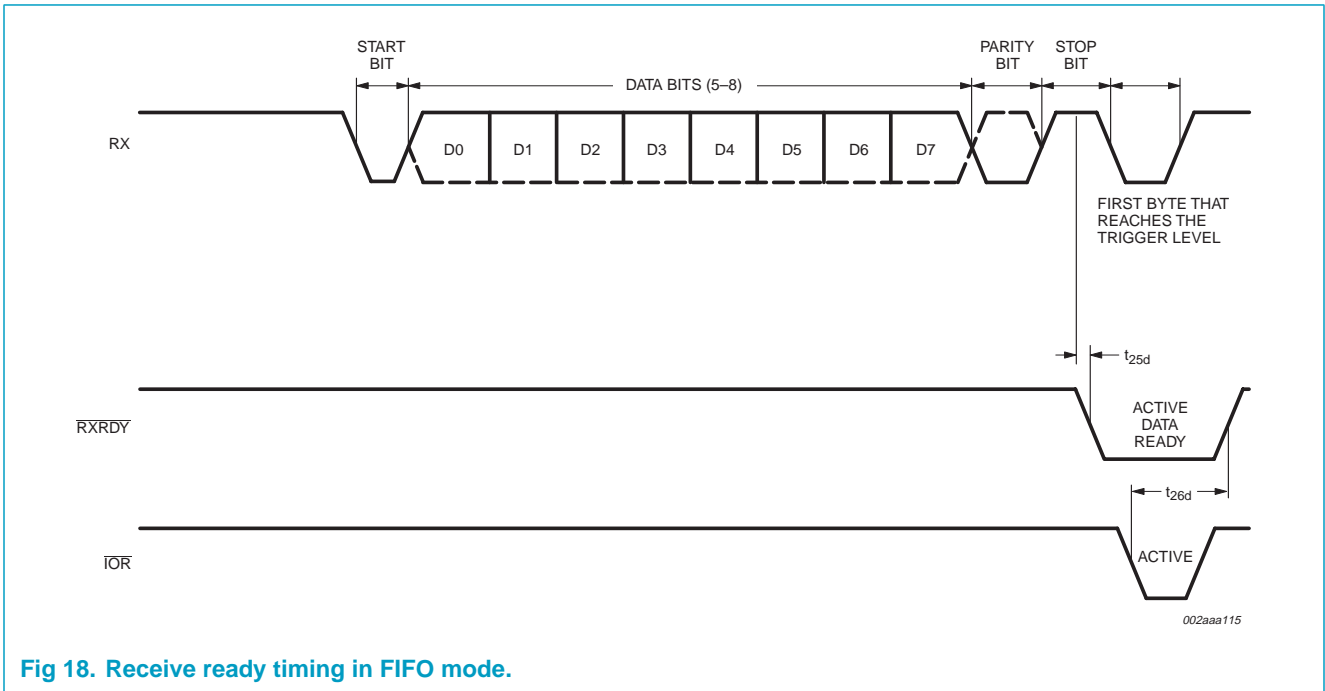 START
BIT
DATA BITS (5–8)
PARITY
BIT
STOP
BIT
RX
D0
D1
D2
D3
D4
D5
D6
D7
FIRST BYTE THAT
REACHES THE
TRIGGER LEVEL
t25d
RXRDY
ACTIVE
DATA
READY
t26d
IOR
ACTIVE
002aaa115
Fig 18. Receive ready timing in FIFO mode.